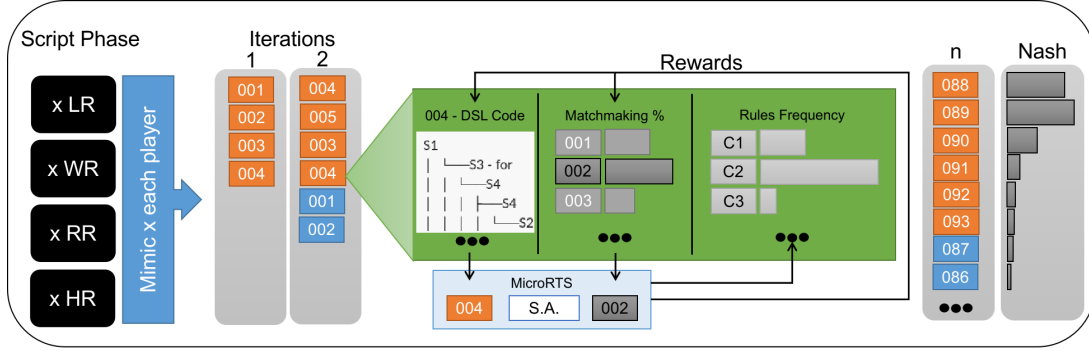 Script Phase
x LR
x WR
x RR
x HR
Mimic x each player
Iterations
1
001
002
003
004
2
004
005
003
004
001
002
Rewards
004 - DSL Code
S1
S3 - for
S4
S4
S2
Matchmaking %
001
002
003
Rules Frequency
C1
C2
C3
MicroRTS
004
S.A.
002
n
088
089
090
091
092
093
087
086
Nash